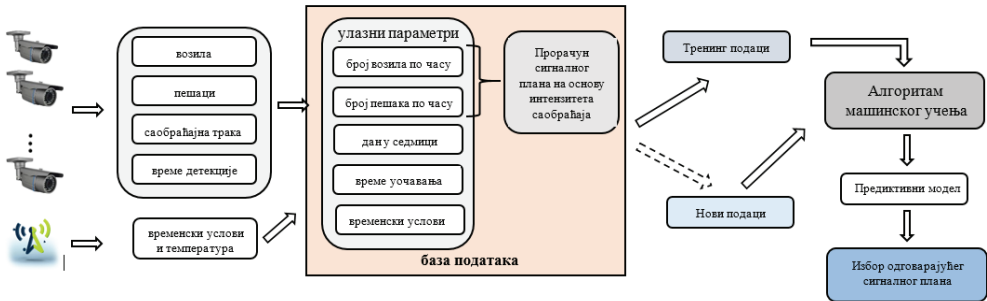 возила
пешаци
саобраћајна трака
време детекције
временски услови
и температура
улазни параметри
број возила по часу
број пешака по часу
дан у седмици
време уочавања
временски услови
Прорачун
сигналног
плана на основу
интензитета
саобраћаја
база података
Тренинг подаци
Нови подаци
Алгоритам
машинског учења
Предиктивни модел
Избор одговарајућег
сигналног плана